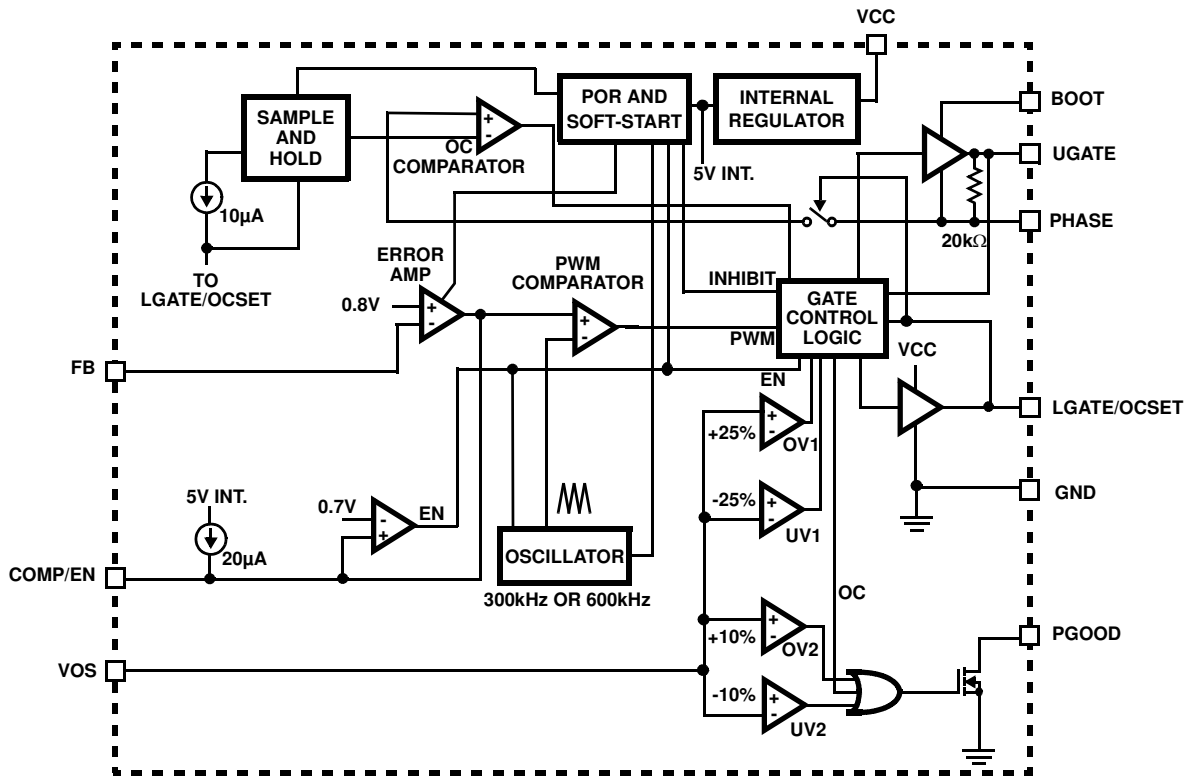 VCC
BOOT
POR AND
SOFT-START
INTERNAL
REGULATOR
SAMPLE
AND
HOLD
+
-
OC
COMPARATOR
UGATE
5V INT.
10µA
PHASE
20kΩ
TO
LGATE/OCSET
ERROR
AMP
PWM
COMPARATOR
INHIBIT
0.8V
+
-
+
-
GATE
CONTROL
LOGIC
PWM
VCC
FB
EN
LGATE/OCSET
+
-
+25%
OV1
5V INT.
0.7V
-
+
EN
-25%
+
-
UV1
GND
20µA
OSCILLATOR
COMP/EN
300kHz OR 600kHz
OC
+
-
+10%
OV2
PGOOD
VOS
-10%
+
-
UV2